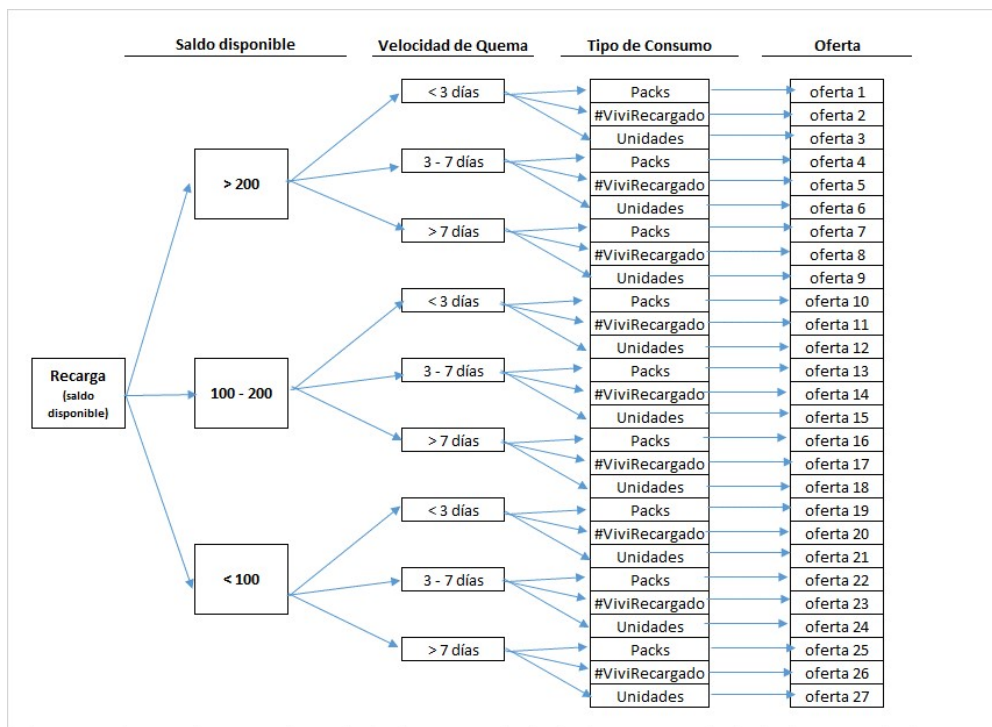 Saldo disponible
Velocidad de Quema
Tipo de Consumo
Oferta
Recarga
(saldo
disponible)
> 200
100 - 200
< 100
< 3 días
3 - 7 días
> 7 días
< 3 días
3 - 7 días
> 7 días
< 3 días
3 - 7 días
> 7 días
Packs
#ViviRecargado
Unidades
Packs
#ViviRecargado
Unidades
Packs
#ViviRecargado
Unidades
Packs
#ViviRecargado
Unidades
Packs
#ViviRecargado
Unidades
Packs
#ViviRecargado
Unidades
Packs
#ViviRecargado
Unidades
Packs
#ViviRecargado
Unidades
Packs
#ViviRecargado
Unidades
oferta 1
oferta 2
oferta 3
oferta 4
oferta 5
oferta 6
oferta 7
oferta 8
oferta 9
oferta 10
oferta 11
oferta 12
oferta 13
oferta 14
oferta 15
oferta 16
oferta 17
oferta 18
oferta 19
oferta 20
oferta 21
oferta 22
oferta 23
oferta 24
oferta 25
oferta 26
oferta 27